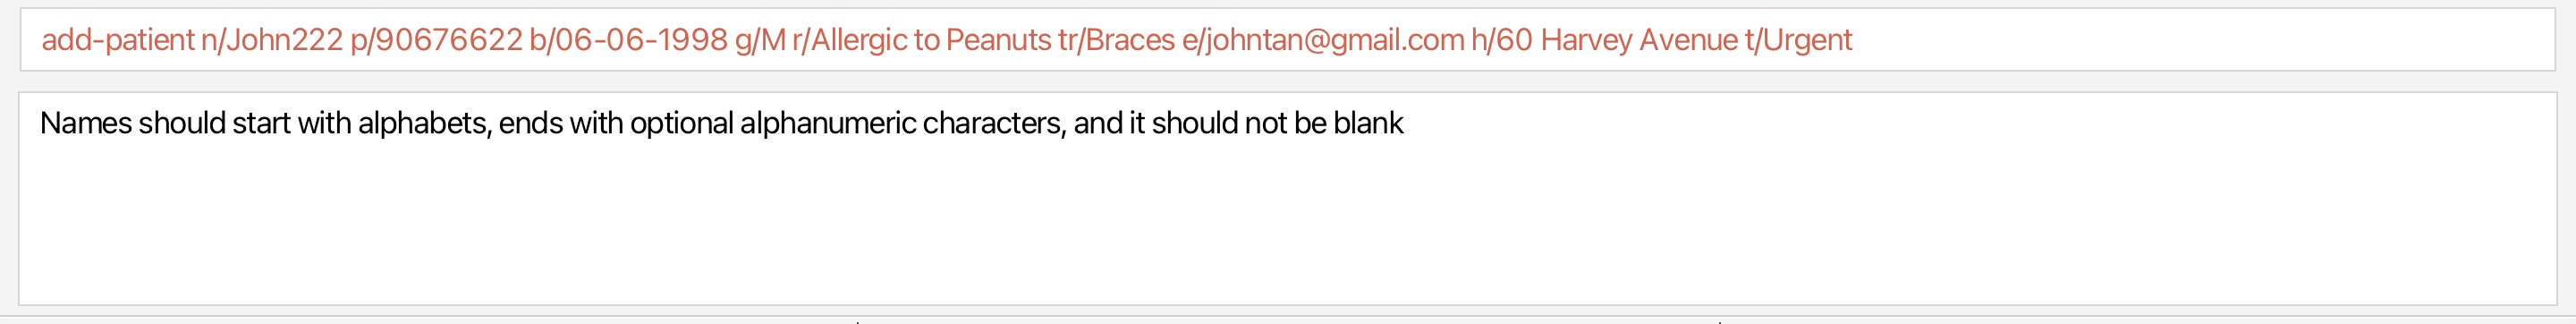 add-patient n/John222 p/90676622 b/06-06-1998 g/M r/Allergic to Peanuts tr/Braces e/johntan@gmail.com h/60 Harvey Avenue t/Urgent
Names should start with alphabets, ends with optional alphanumeric characters, and it should not be blank